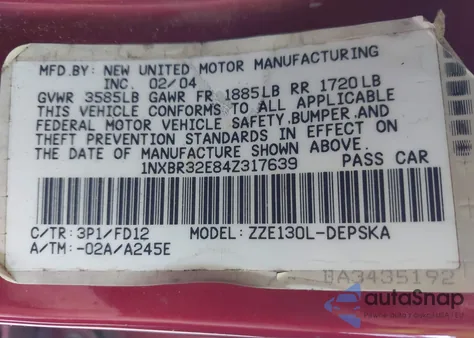 MFD.BY: NEW UNITED MOTOR MANUFACTURING
INC. 02/04
GVWR 3585LB GAWR FR 1885LB RR 1720LB
THIS VEHICLE CONFORMS TO ALL APPLICABLE
FEDERAL MOTOR VEHICLE SAFETY, BUMPER, AND
THEFT PREVENTION STANDARDS IN EFFECT ON
THE DATE OF MANUFACTURE SHOWN ABOVE.
1NXBR32E84Z317639 PASS CAR
C/TR: 3P1/FD12 MODEL: ZZE130L-DEPSKA
A/TM: -02A/A245E
BA3435192
autoSnap